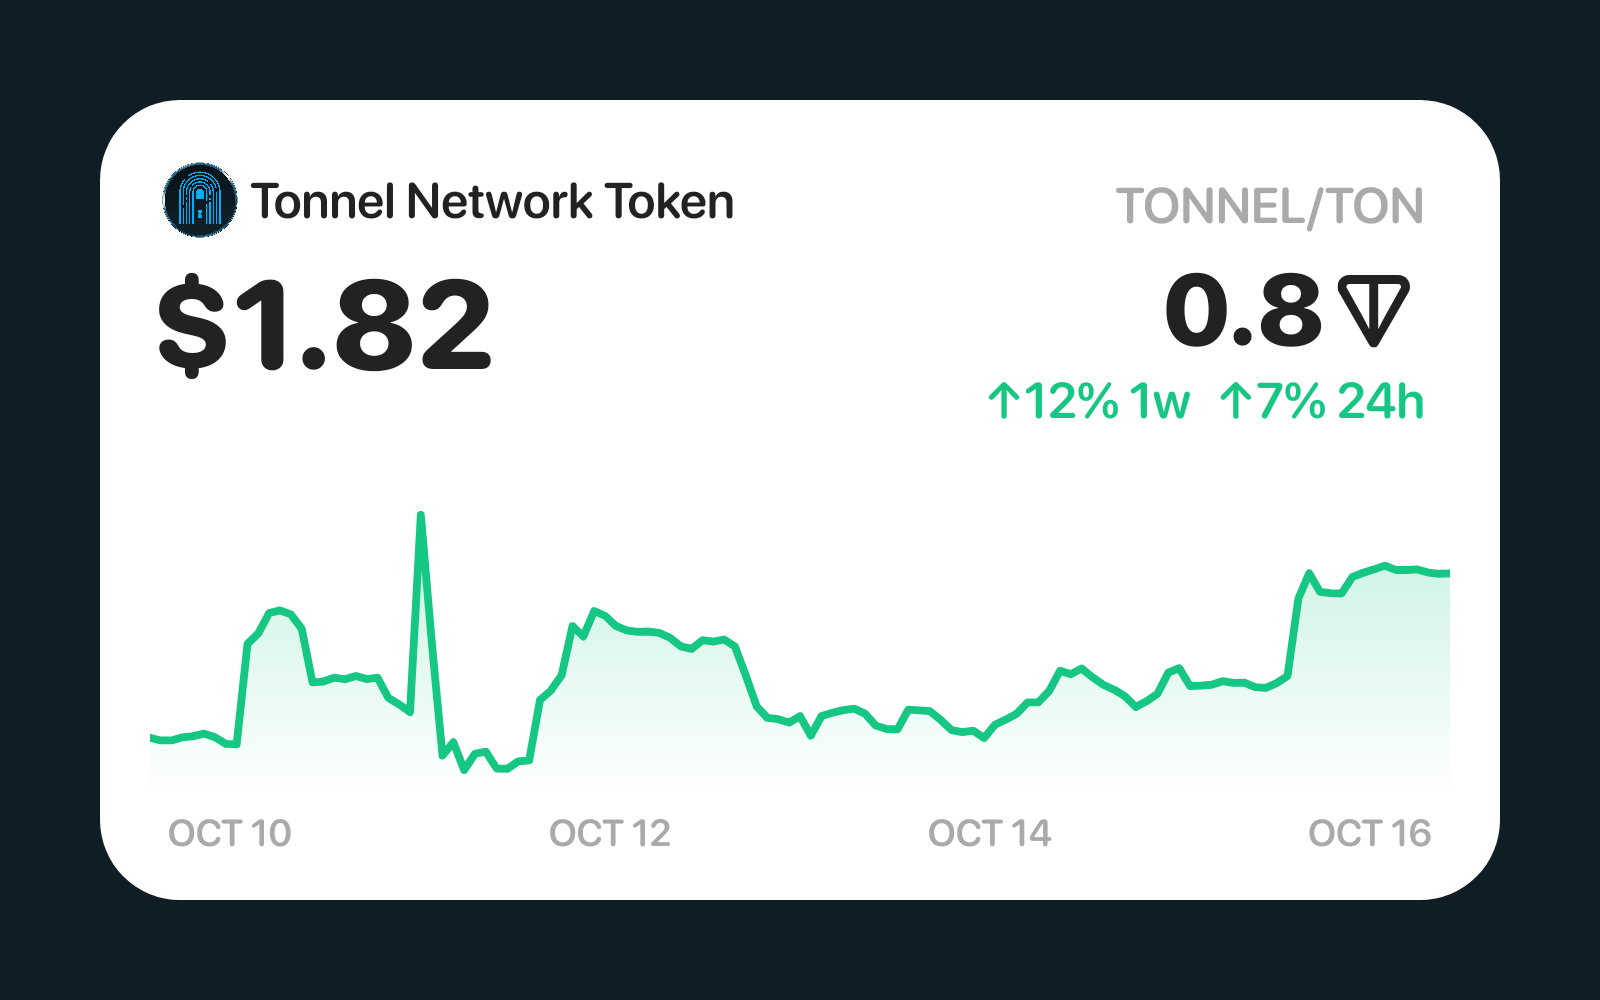 Tonnel Network Token
TONNEL/TON
$1.82
0.8
↑12% 1w ↑7% 24h
OCT 10
OCT 12
OCT 14
OCT 16